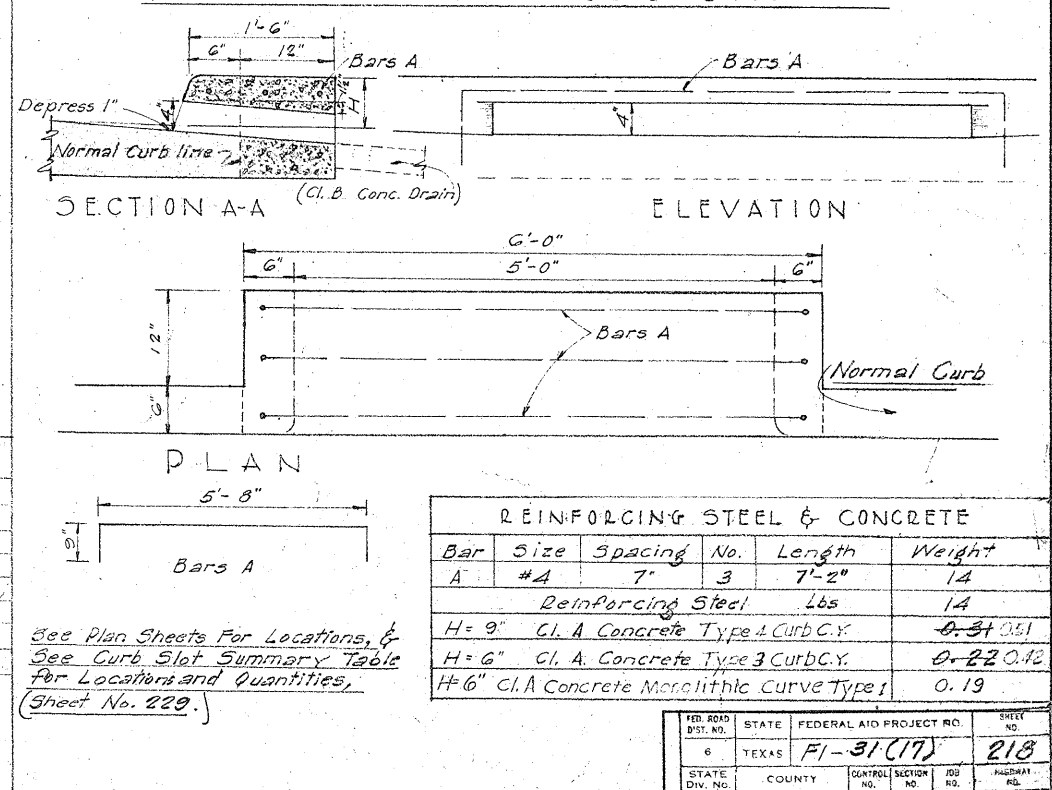 1'-6"
6" 12"
Bars A
Depress 1"
4"
H
Normal Curb line
(Cl. B Conc. Drain)
SECTION A-A
Bars A
4"
ELEVATION
6'-0"
6" 5'-0" 6"
12"
6"
Bars A
Normal Curb
PLAN
5'-8"
9"
Bars A
See Plan Sheets For Locations, &
See Curb Slot Summary Table
for Locations and Quantities,
(Sheet No. 229.)
REINFORCING STEEL & CONCRETE
Bar Size Spacing No. Length Weight
A #4 7" 3 7'-2" 14
Reinforcing Steel Lbs 14
H= 9" Cl. A Concrete Type 4 Curb C.Y. 0.31 0.51
H= 6" Cl. A. Concrete Type 3 Curb C.Y. 0.22 0.42
H=6" Cl. A Concrete Monolithic Curve Type 1 0.19
FED. ROAD DIST. NO. STATE FEDERAL AID PROJECT NO. SHEET NO.
6 TEXAS F1-31(17) 218
STATE DIV. NO. COUNTY CONTROL NO. SECTION NO. JOB NO. HIGHWAY NO.